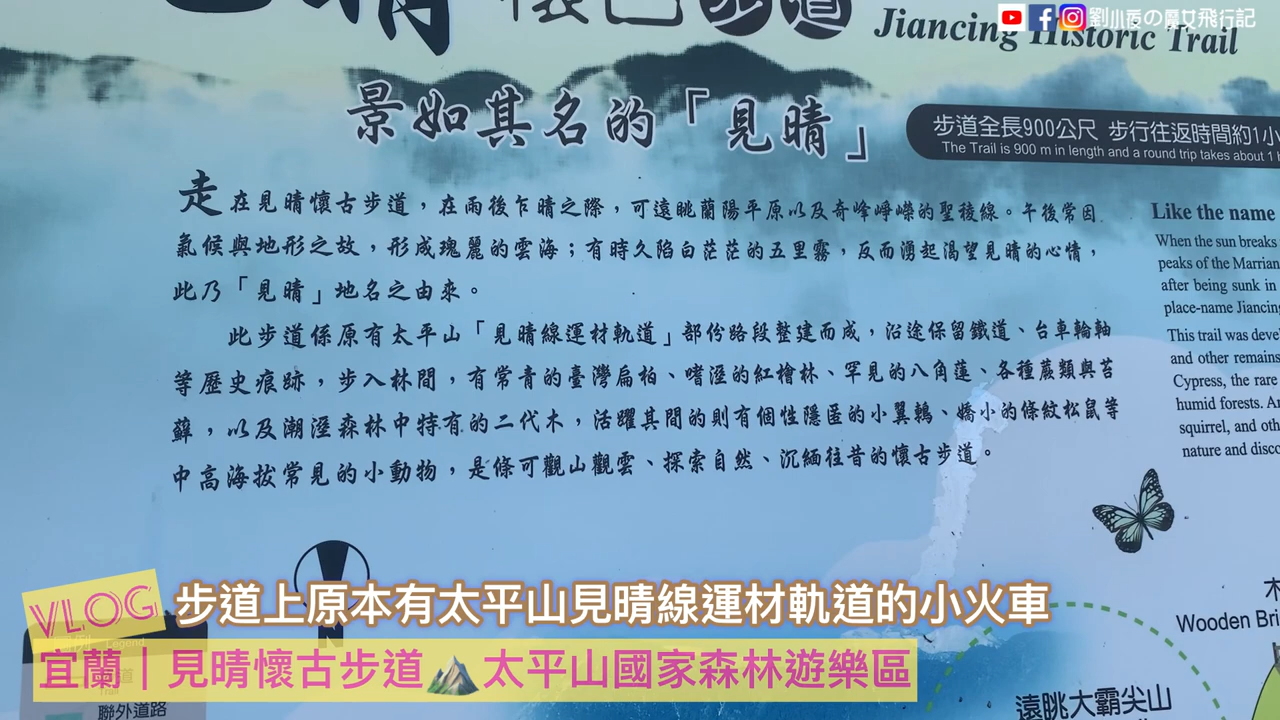 劉小夜の魔女飛行記
見晴懷古步道
Jiancing Historic Trail
景如其名的「見晴」
步道全長900公尺 步行往返時間約1小
The Trail is 900 m in length and a round trip takes about 1
走在見晴懷古步道，在雨後乍晴之際，可遠眺蘭陽平原以及奇峰崢嶸的聖稜線。午後常因
氣候與地形之故，形成瑰麗的雲海；有時久陷白茫茫的五里霧，反而湧起渴望見晴的心情，
此乃「見晴」地名之由來。
此步道係原有太平山「見晴線運材軌道」部份路段整建而成，沿途保留鐵道、台車輪軸
等歷史痕跡，步入林間，有常青的臺灣扁柏、嗜溼的紅檜林、罕見的八角蓮、各種蕨類與苔
蘚，以及潮溼森林中特有的二代木，活躍其間的則有個性隱匿的小翼鶇、嬌小的條紋松鼠等
中高海拔常見的小動物，是條可觀山觀雲、探索自然、沉緬往昔的懷古步道。
Like the name
When the sun breaks
peaks of the Marrian
after being sunk in
place-name Jiancing
This trail was deve
and other remains
Cypress, the rare
humid forests. A
squirrel, and oth
nature and disco
木
Wooden Bri
遠眺大霸尖山
Legend
聯外道路
N
VLOG
步道上原本有太平山見晴線運材軌道的小火車
宜蘭｜見晴懷古步道⛰️太平山國家森林遊樂區